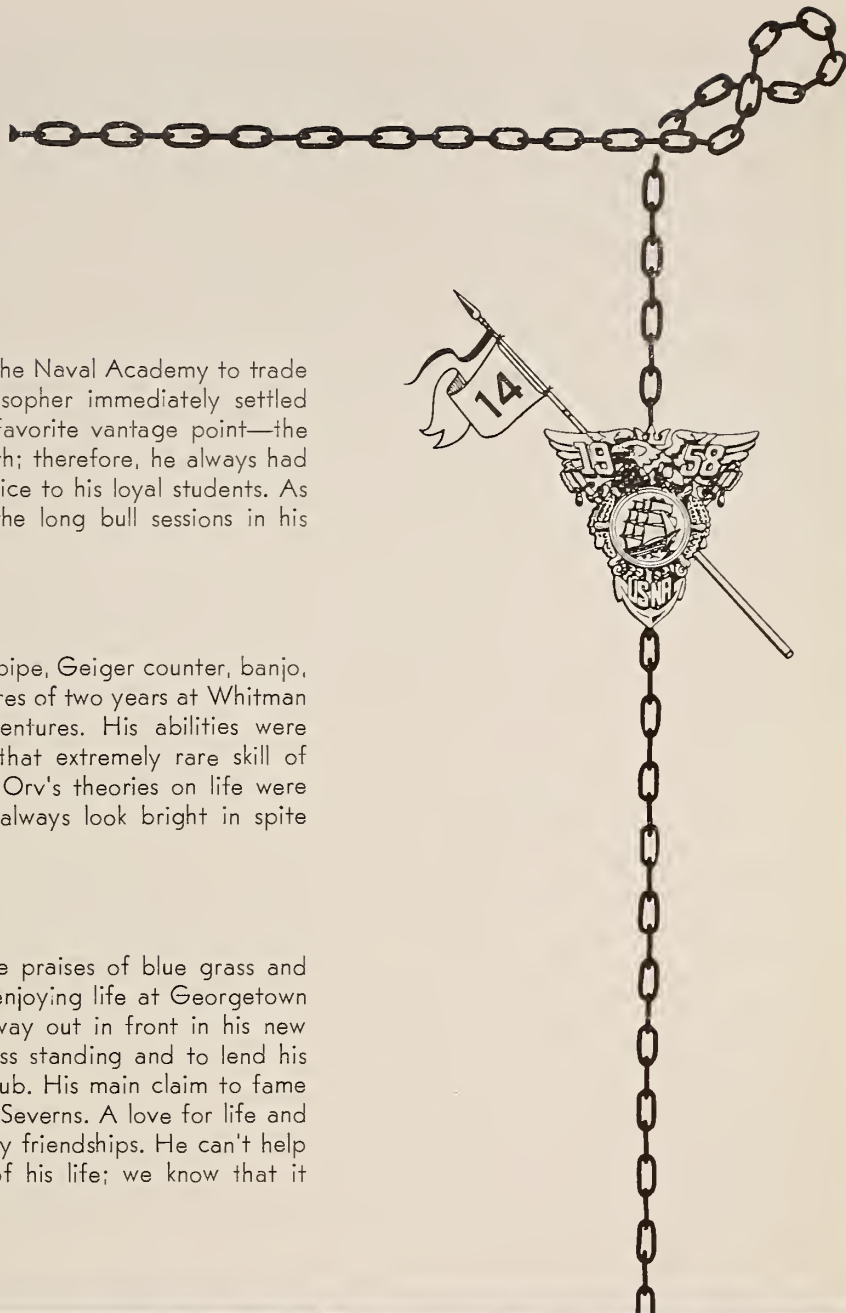 14
19 58
USNA
he Naval Academy to trade
sopher immediately settled
favorite vantage point—the
h; therefore, he always had
ice to his loyal students. As
he long bull sessions in his
pipe, Geiger counter, banjo,
res of two years at Whitman
entures. His abilities were
that extremely rare skill of
Orv's theories on life were
always look bright in spite
e praises of blue grass and
enjoying life at Georgetown
way out in front in his new
ss standing and to lend his
ub. His main claim to fame
Severns. A love for life and
y friendships. He can't help
of his life; we know that it